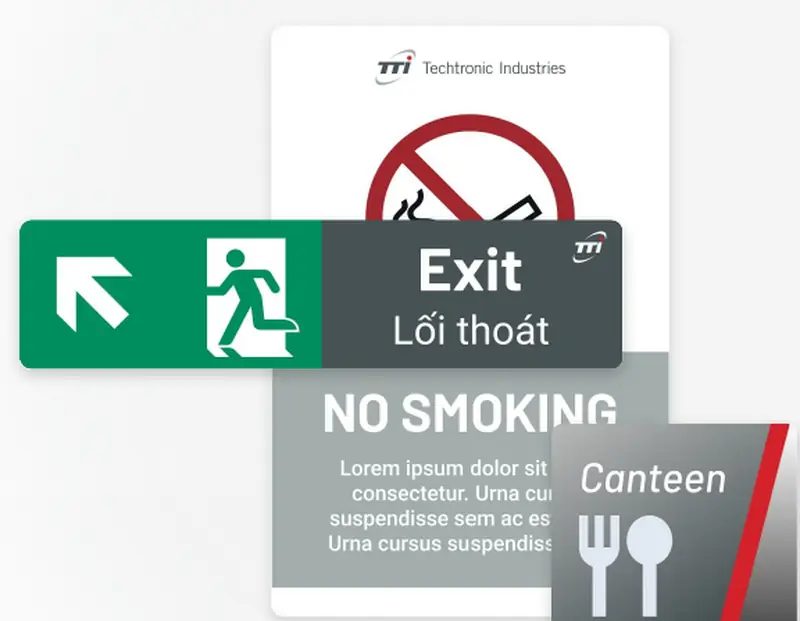 TTi Techtronic Industries
Exit
TTi
Lối thoát
NO SMOKING
Lorem ipsum dolor sit
consectetur. Urna
suspendisse sem ac
Urna cursus
Canteen